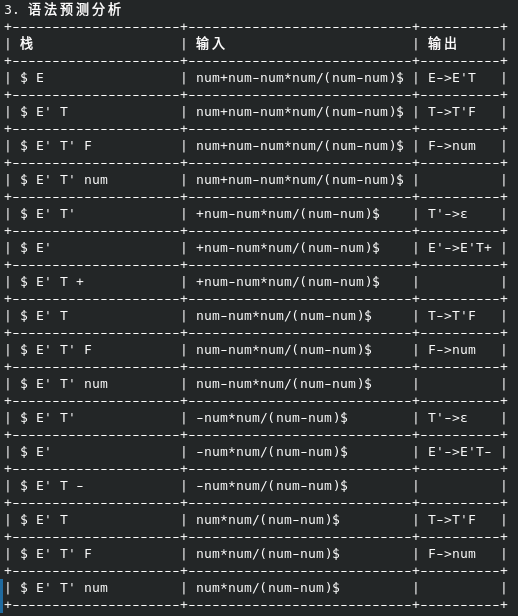 3. 语法预测分析
+---------------------+----------------------------+----------+
| 栈                  | 输入                       | 输出     |
+---------------------+----------------------------+----------+
| $ E                 | num+num-num*num/(num-num)$ | E->E'T   |
+---------------------+----------------------------+----------+
| $ E' T              | num+num-num*num/(num-num)$ | T->T'F   |
+---------------------+----------------------------+----------+
| $ E' T' F           | num+num-num*num/(num-num)$ | F->num   |
+---------------------+----------------------------+----------+
| $ E' T' num         | num+num-num*num/(num-num)$ |          |
+---------------------+----------------------------+----------+
| $ E' T'             | +num-num*num/(num-num)$    | T'->ε    |
+---------------------+----------------------------+----------+
| $ E'                | +num-num*num/(num-num)$    | E'->E'T+ |
+---------------------+----------------------------+----------+
| $ E' T +            | +num-num*num/(num-num)$    |          |
+---------------------+----------------------------+----------+
| $ E' T              | num-num*num/(num-num)$     | T->T'F   |
+---------------------+----------------------------+----------+
| $ E' T' F           | num-num*num/(num-num)$     | F->num   |
+---------------------+----------------------------+----------+
| $ E' T' num         | num-num*num/(num-num)$     |          |
+---------------------+----------------------------+----------+
| $ E' T'             | -num*num/(num-num)$        | T'->ε    |
+---------------------+----------------------------+----------+
| $ E'                | -num*num/(num-num)$        | E'->E'T- |
+---------------------+----------------------------+----------+
| $ E' T -            | -num*num/(num-num)$        |          |
+---------------------+----------------------------+----------+
| $ E' T              | num*num/(num-num)$         | T->T'F   |
+---------------------+----------------------------+----------+
| $ E' T' F           | num*num/(num-num)$         | F->num   |
+---------------------+----------------------------+----------+
| $ E' T' num         | num*num/(num-num)$         |          |
+---------------------+----------------------------+----------+